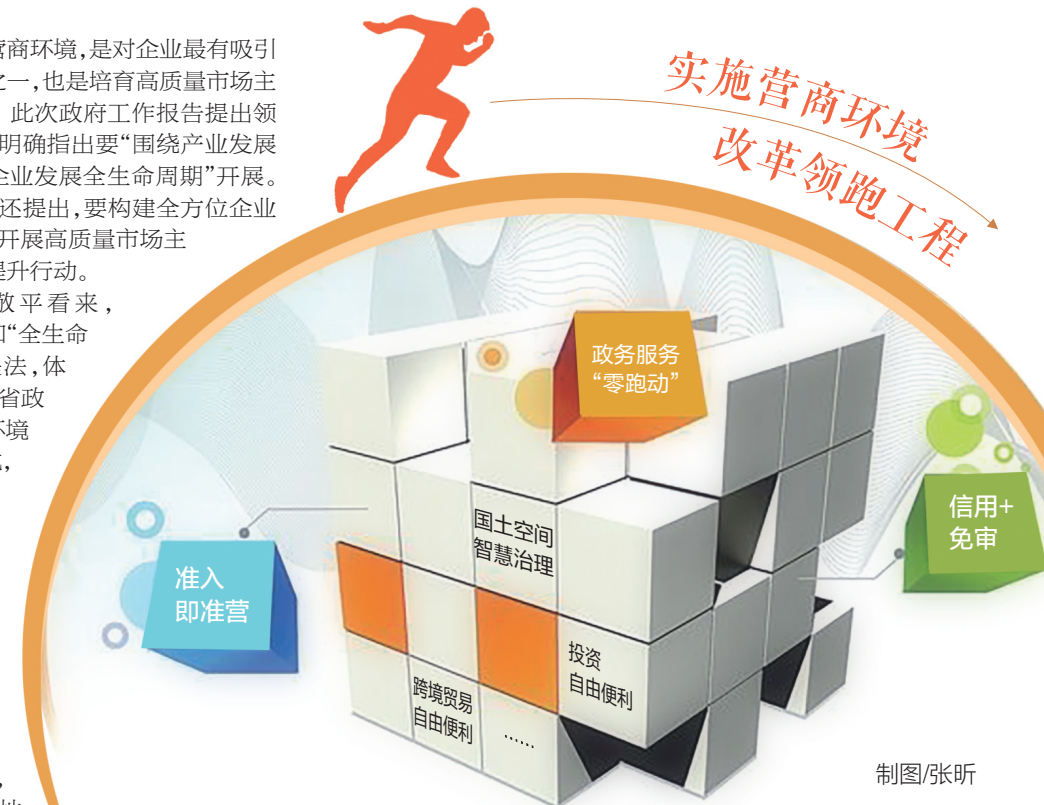 营商环境,是对企业最有吸引
之一,也是培育高质量市场主
此次政府工作报告提出领
明确指出要“围绕产业发展
企业发展全生命周期”开展。
还提出,要构建全方位企业
开展高质量市场主
提升行动。
敬平看来,
和“全生命
法,体
省政
环境
实施营商环境
改革领跑工程
政务服务
“零跑动”
国土空间
智慧治理
信用+
免审
准入
即准营
投资
自由便利
跨境贸易
自由便利
……
制图/张昕